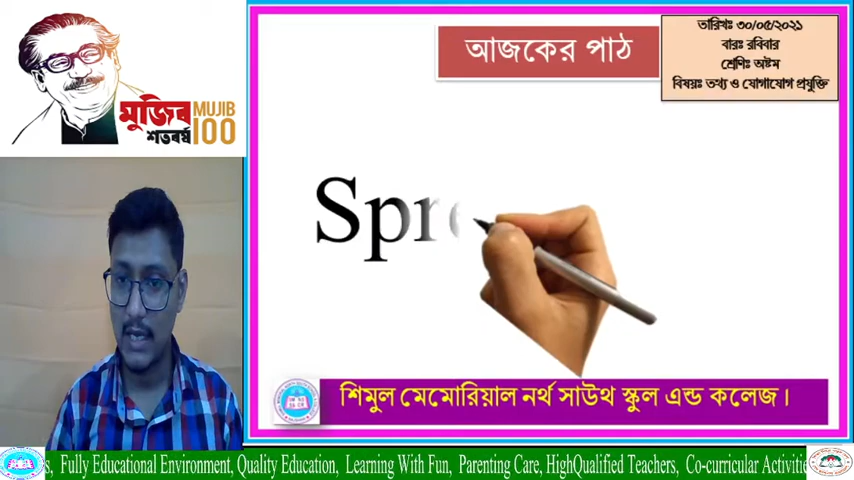 মুজিব MUJIB
শতবর্ষ 100
আজকের পাঠ
তারিখঃ ৩০/০৫/২০২১
বারঃ রবিবার
শ্রেণিঃ অষ্টম
বিষয়ঃ তথ্য ও যোগাযোগ প্রযুক্তি
Spre
শিমুল মেমোরিয়াল নর্থ সাউথ স্কুল এন্ড কলেজ।
s, Fully Educational Environment, Quality Education, Learning With Fun, Parenting Care, HighQualified Teachers, Co-curricular Activitie